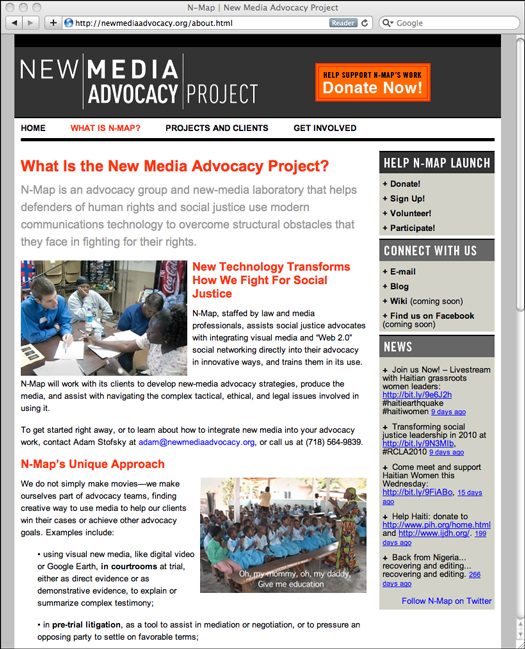 N-Map | New Media Advocacy Project
http://newmediaadvocacy.org/about.html
Reader
Google
NEW MEDIA
ADVOCACY PROJECT
HELP SUPPORT N-MAP'S WORK
Donate Now!
HOME
WHAT IS N-MAP?
PROJECTS AND CLIENTS
GET INVOLVED
What Is the New Media Advocacy Project?
N-Map is an advocacy group and new-media laboratory that helps
defenders of human rights and social justice use modern
communications technology to overcome structural obstacles that
they face in fighting for their rights.
New Technology Transforms
How We Fight For Social
Justice
N-Map, staffed by law and media
professionals, assists social justice advocates
with integrating visual media and "Web 2.0"
social networking directly into their advocacy
in innovative ways, and trains them in its use.
N-Map will work with its clients to develop new-media advocacy strategies, produce the
media, and assist with navigating the complex tactical, ethical, and legal issues involved in
using it.
To get started right away, or to learn about how to integrate new media into your advocacy
work, contact Adam Stofsky at adam@newmediaadvocacy.org, or call us at (718) 564-9839.
N-Map's Unique Approach
We do not simply make movies—we make
ourselves part of advocacy teams, finding
creative way to use media to help our clients
win their cases or achieve other advocacy
goals. Examples include:
Oh, my mommy, oh, my daddy,
Give me education
• using visual new media, like digital video
or Google Earth, in courtrooms at trial,
either as direct evidence or as
demonstrative evidence, to explain or
summarize complex testimony;
• in pre-trial litigation, as a tool to assist in mediation or negotiation, or to pressure an
opposing party to settle on favorable terms;
HELP N-MAP LAUNCH
+ Donate!
+ Sign Up!
+ Volunteer!
+ Participate!
CONNECT WITH US
+ E-mail
+ Blog
+ Wiki (coming soon)
+ Find us on Facebook
(coming soon)
NEWS
+ Join us Now! – Livestream
with Haitian grassroots
women leaders:
http://bit.ly/9e6J2h
#haitiearthquake
#haitiwomen 9 days ago
+ Transforming social
justice leadership in 2010 at
http://bit.ly/9N3MIb,
#RCLA2010 9 days ago
+ Come meet and support
Haitian Women this
Wednesday:
http://bit.ly/9FiABo, 15 days
ago
+ Help Haiti: donate to
http://www.pih.org/home.html
and http://www.ijdh.org/. 199
days ago
+ Back from Nigeria...
recovering and editing...
recovering and editing. 266
days ago
Follow N-Map on Twitter